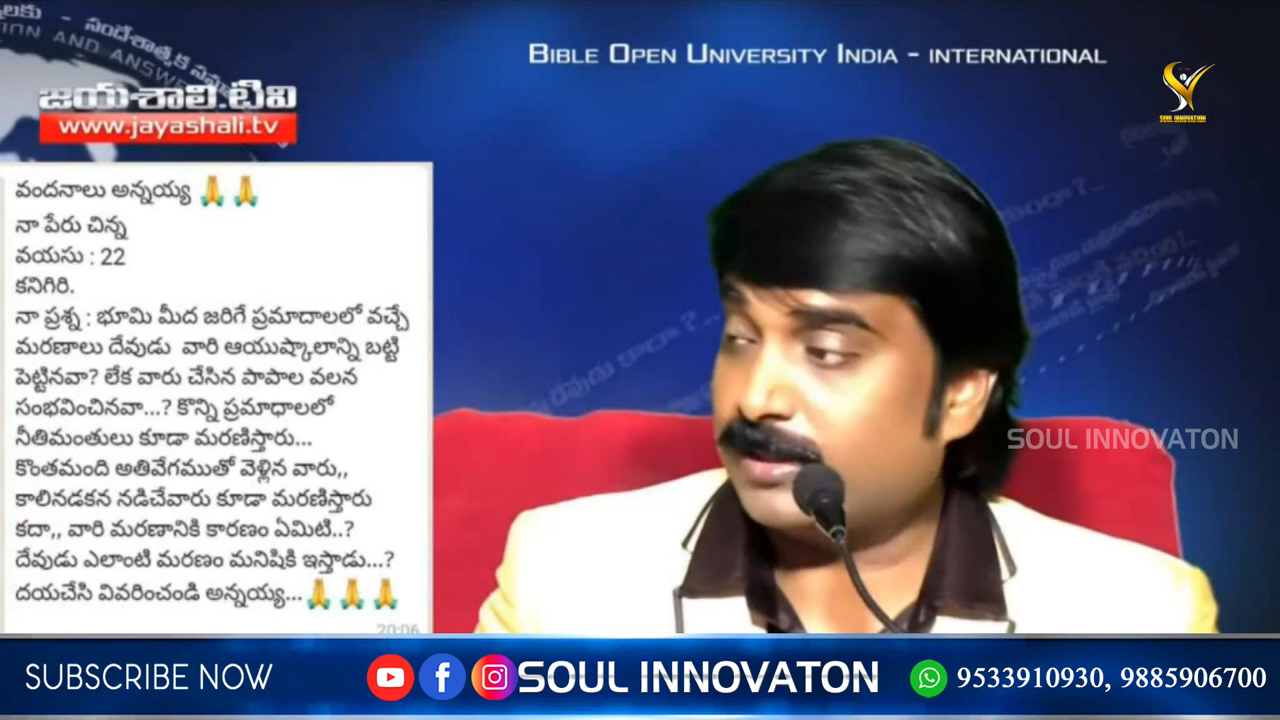 BIBLE OPEN UNIVERSITY INDIA - INTERNATIONAL
జయశాలి.టివి
www.jayashali.tv
SOUL INNOVATION
వందనాలు అన్నయ్య 🙏 🙏
నా పేరు చిన్న
వయసు : 22
కనిగిరి.
నా ప్రశ్న : భూమి మీద జరిగే ప్రమాదాలలో వచ్చే
మరణాలు దేవుడు వారి ఆయుష్కాలాన్ని బట్టి
పెట్టినవా? లేక వారు చేసిన పాపాల వలన
సంభవించినవా...? కొన్ని ప్రమాధాలలో
నీతిమంతులు కూడా మరణిస్తారు...
కొంతమంది అతివేగముతో వెళ్లిన వారు,,
కాలినడకన నడిచేవారు కూడా మరణిస్తారు
కదా,, వారి మరణానికి కారణం ఏమిటి..?
దేవుడు ఎలాంటి మరణం మనిషికి ఇస్తాడు...?
దయచేసి వివరించండి అన్నయ్య...🙏 🙏 🙏
20:06
SOUL INNOVATON
SUBSCRIBE NOW
SOUL INNOVATON
9533910930, 9885906700